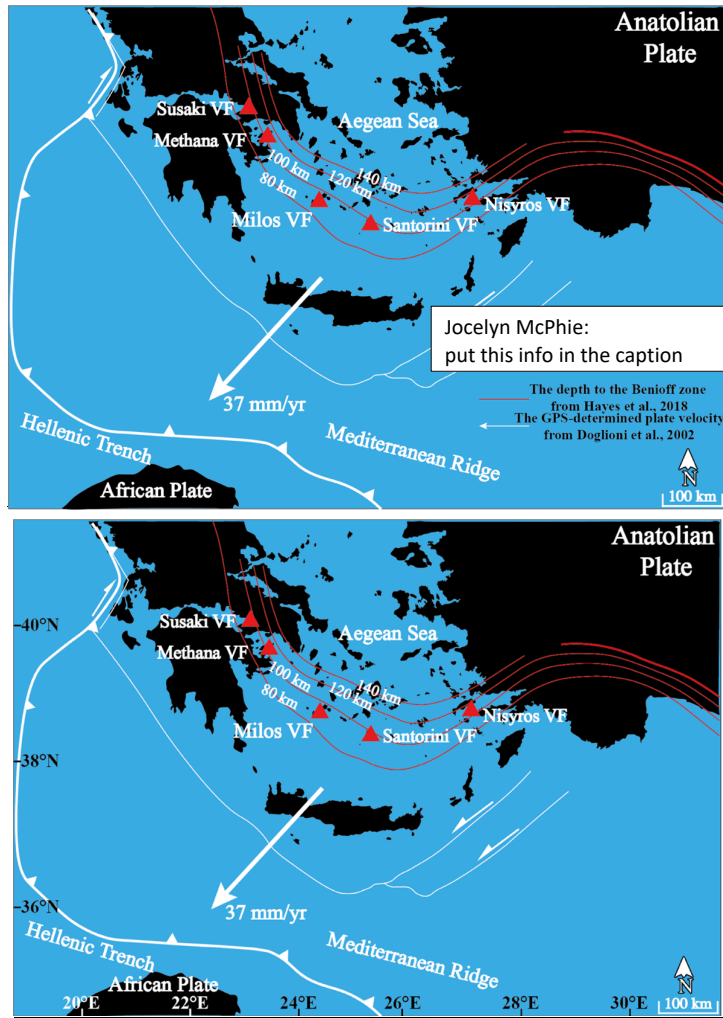 Anatolian
Plate
Susaki VF
Aegean Sea
Methana VF
100 km
120 km
140 km
80 km
Milos VF
Santorini VF
Nisyros VF
Jocelyn McPhie:
put this info in the caption
37 mm/yr
The depth to the Benioff zone
from Hayes et al., 2018
The GPS-determined plate velocity
from Doglioni et al., 2002
Hellenic Trench
Mediterranean Ridge
African Plate
N
100 km
Anatolian
Plate
40°N
Susaki VF
Aegean Sea
Methana VF
100 km
120 km
140 km
80 km
Milos VF
Santorini VF
Nisyros VF
38°N
36°N
37 mm/yr
Hellenic Trench
Mediterranean Ridge
African Plate
N
100 km
20°E
22°E
24°E
26°E
28°E
30°E